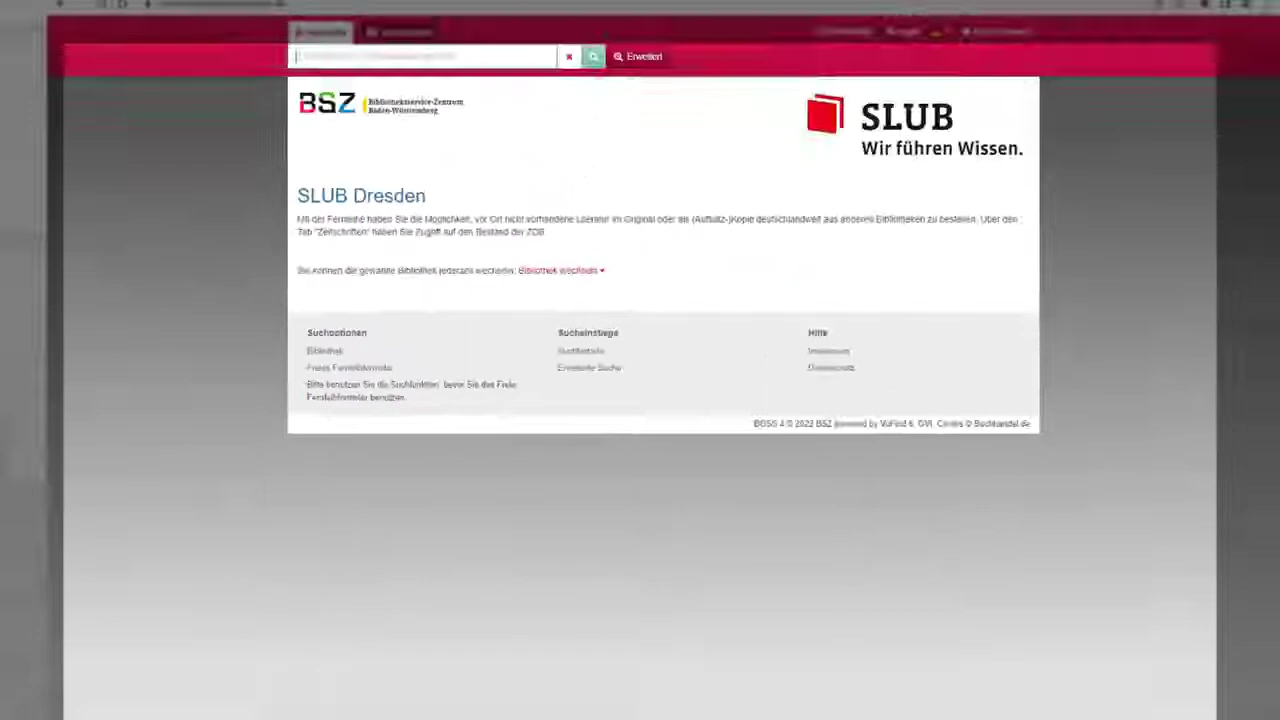 Erweitert
BSZ Bibliotheksservice-Zentrum
Baden-Württemberg
SLUB
Wir führen Wissen.
SLUB Dresden
Mit der Fernleihe haben Sie die Möglichkeit, vor Ort nicht vorhandene Literatur im Original oder als (Aufsatz-)Kopie deutschlandweit aus anderen Bibliotheken zu bestellen. Über den
Tab "Zeitschriften" haben Sie Zugriff auf den Bestand der ZDB
Sie können die gewählte Bibliothek jederzeit wechseln: Bibliothek wechseln
Suchoptionen Sucheinstiege Hilfe
Bibliothek Suchhistorie Impressum
Freies Fernleihformular Erweiterte Suche Datenschutz
Bitte benutzen Sie die Suchfunktion, bevor Sie das Freie
Fernleihformular benutzen.
BOSS 4 © 2022 BSZ powered by VuFind 6, GVI, Covers © Buchhandel.de